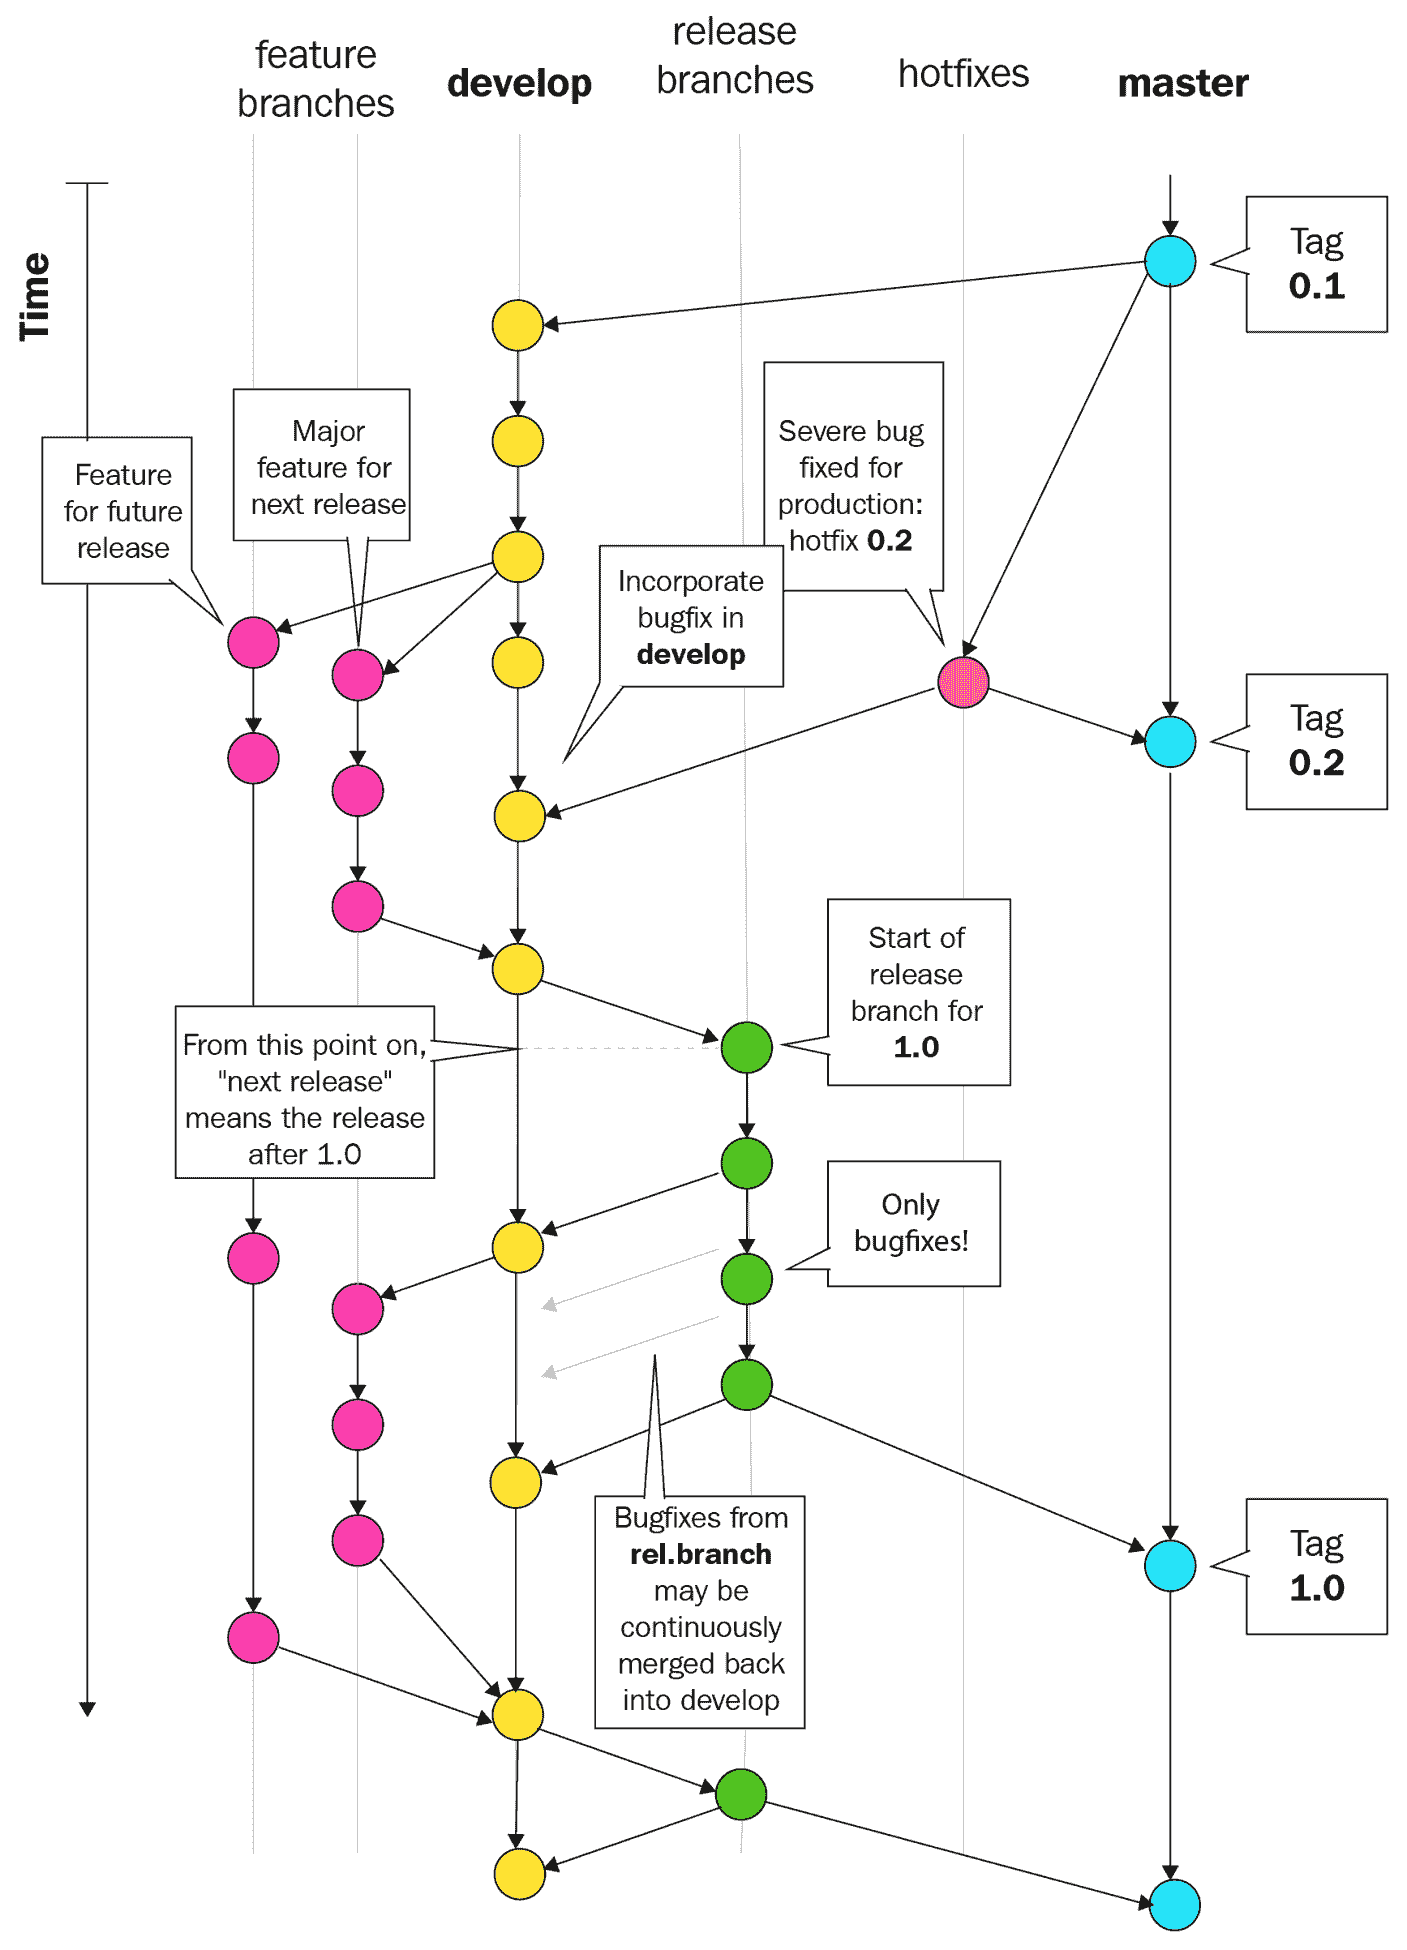 feature
branches
develop
release
branches
hotfixes
master
Time
Tag
0.1
Major
feature for
next release
Feature
for future
release
Severe bug
fixed for
production:
hotfix 0.2
Incorporate
bugfix in
develop
Tag
0.2
Start of
release
branch for
1.0
From this point on,
"next release"
means the release
after 1.0
Only
bugfixes!
Bugfixes from
rel.branch
may be
continuously
merged back
into develop
Tag
1.0